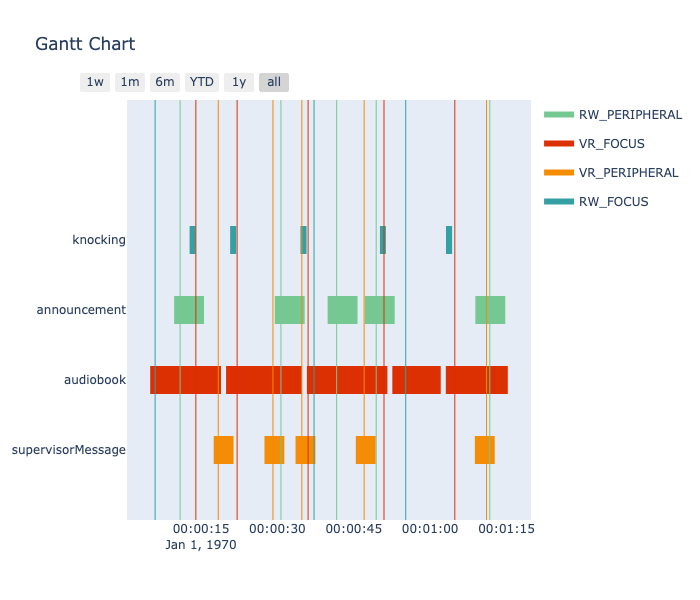 Gantt Chart
1w 1m 6m YTD 1y all
RW_PERIPHERAL
VR_FOCUS
VR_PERIPHERAL
RW_FOCUS
knocking
announcement
audiobook
supervisorMessage
00:00:15 00:00:30 00:00:45 00:01:00 00:01:15
Jan 1, 1970